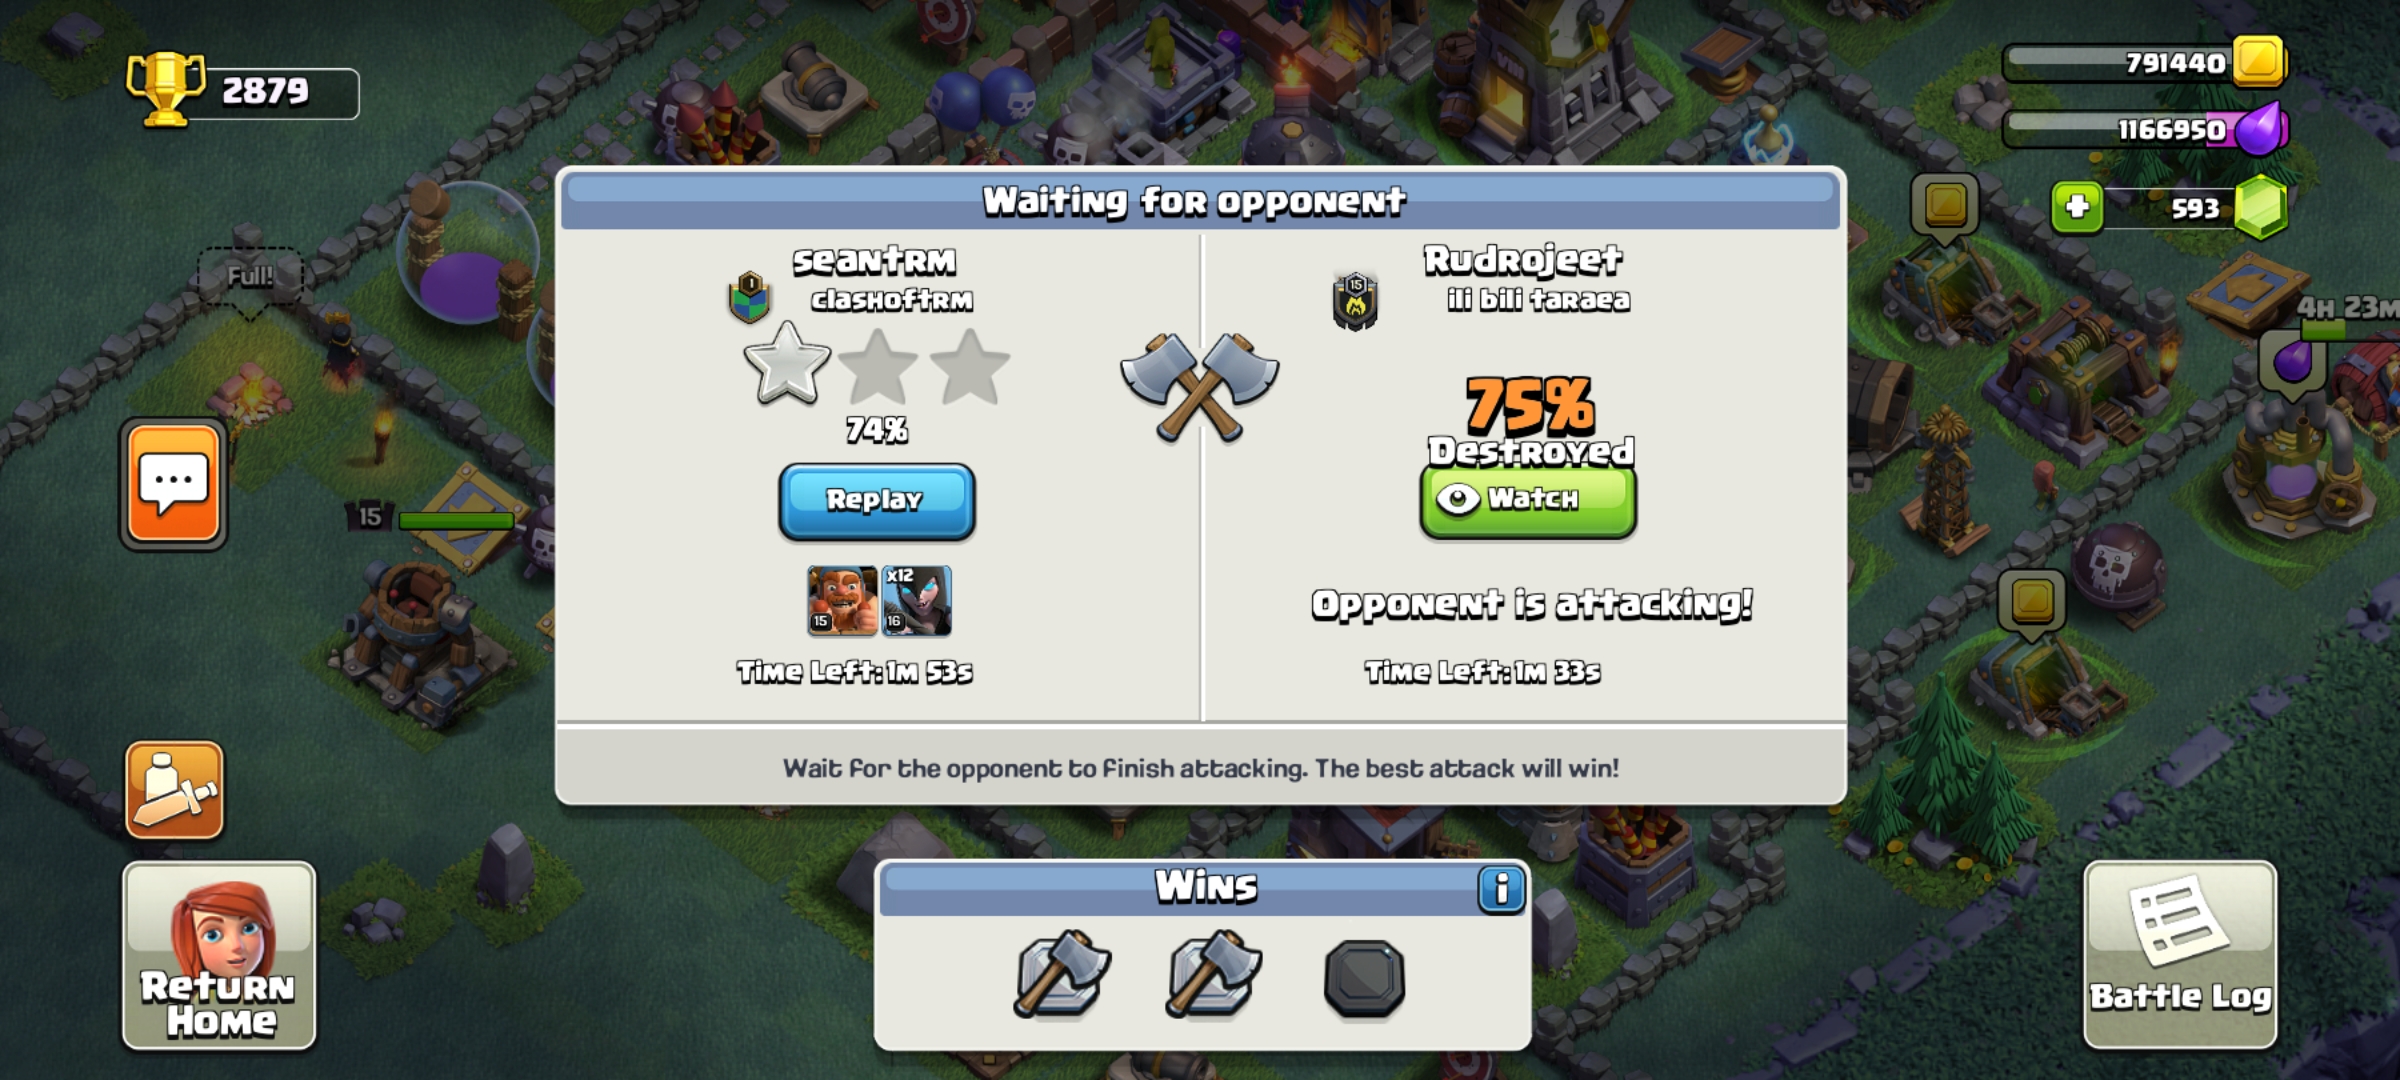 2879
791440
1166950
593
Full!
4H 23M
15
Waiting for opponent
seantrm
1
clashoftrm
74%
Replay
15
x12
16
Time Left:1M 53s
Rudrojeet
15
ili bili taraea
75%
Destroyed
Watch
Opponent is attacking!
Time Left:1M 33s
Wait for the opponent to finish attacking. The best attack will win!
Wins
i
Return
Home
Battle Log